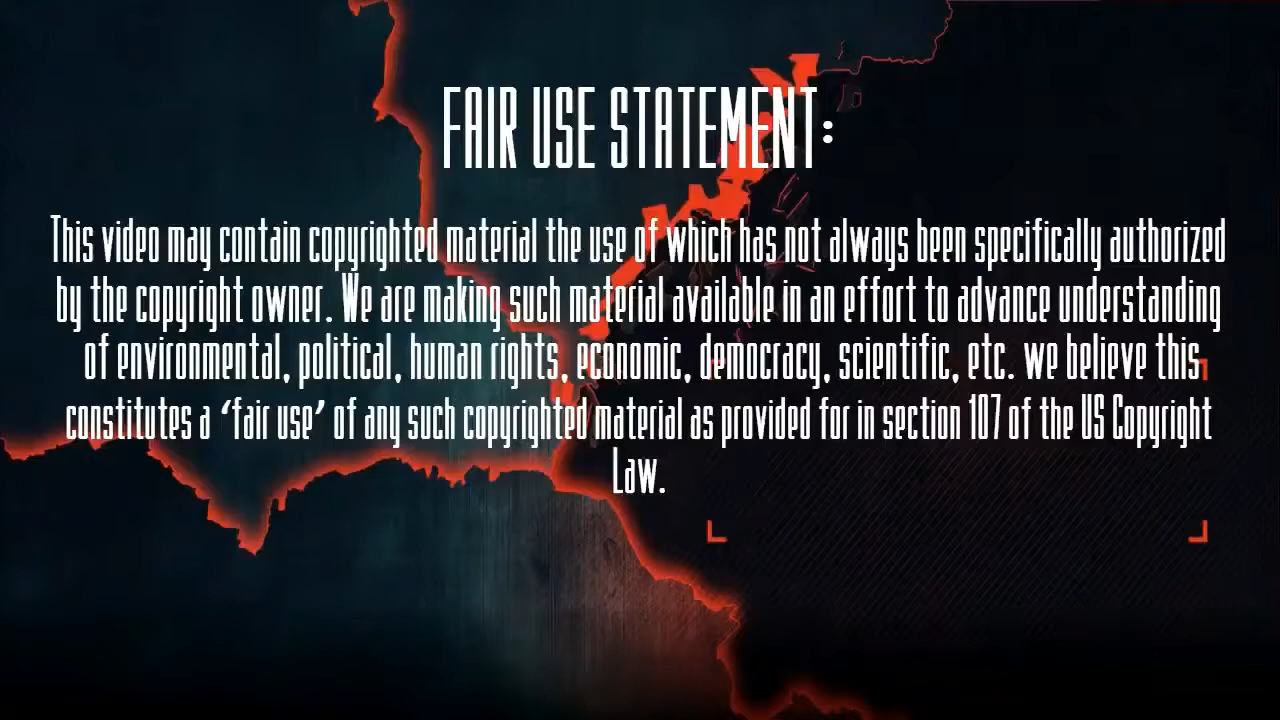 FAIR USE STATEMENT:
This video may contain copyrighted material the use of which has not always been specifically authorized
by the copyright owner. We are making such material available in an effort to advance understanding
of environmental, political, human rights, economic, democracy, scientific, etc. we believe this
constitutes a ‘fair use’ of any such copyrighted material as provided for in section 107 of the US Copyright
Law.